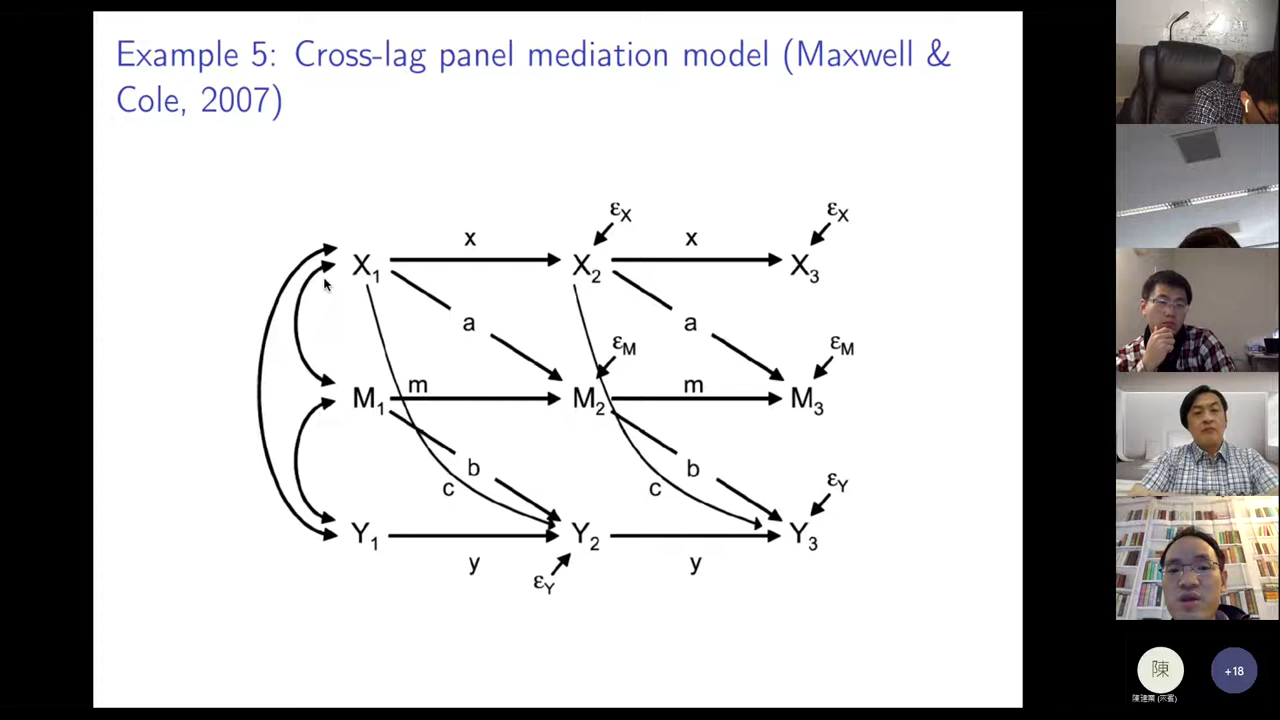 Example 5: Cross-lag panel mediation model (Maxwell &
Cole, 2007)
εX εX
x x
X1 X2 X3
a a
εM εM
m m
M1 M2 M3
b b
c c
εY
Y1 Y2 Y3
y y
εY
陳
+18